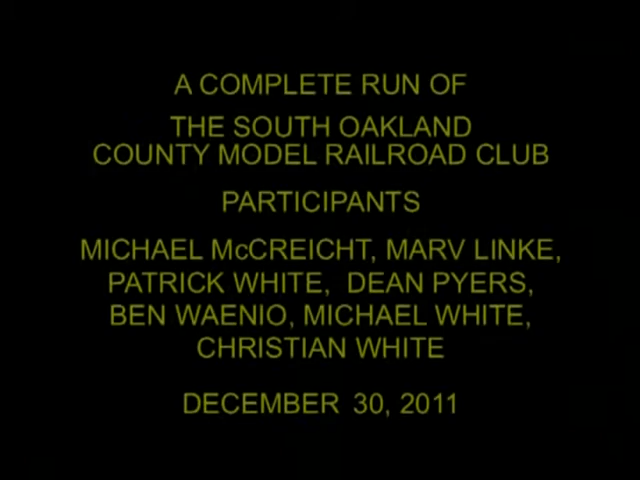 A COMPLETE RUN OF
THE SOUTH OAKLAND
COUNTY MODEL RAILROAD CLUB
PARTICIPANTS
MICHAEL McCREICHT, MARV LINKE,
PATRICK WHITE, DEAN PYERS,
BEN WAENIO, MICHAEL WHITE,
CHRISTIAN WHITE
DECEMBER 30, 2011